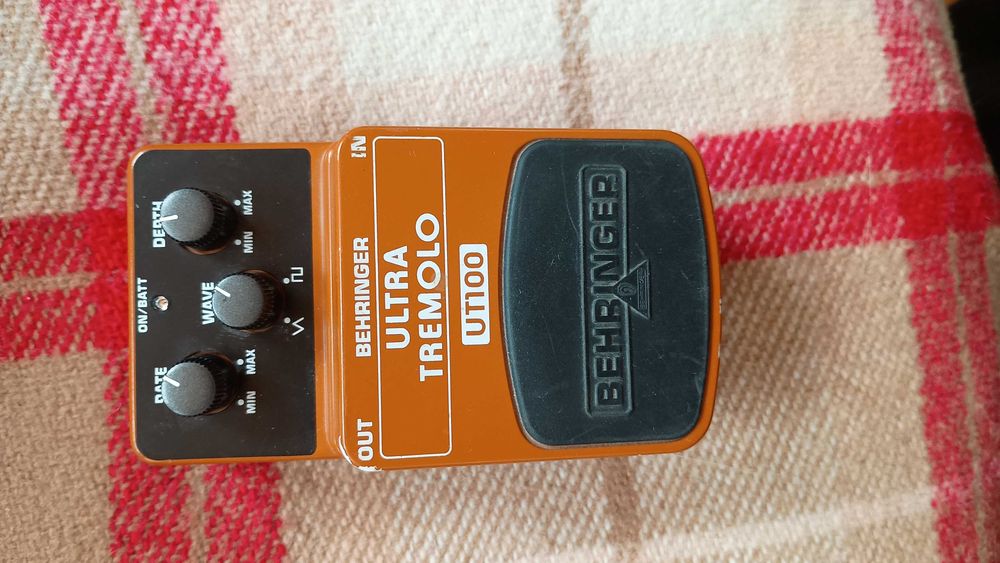 ON/BATT
RATE WAVE DEPTH
MIN MAX MIN MAX
OUT BEHRINGER IN
ULTRA
TREMOLO
UT100
BEHRINGER